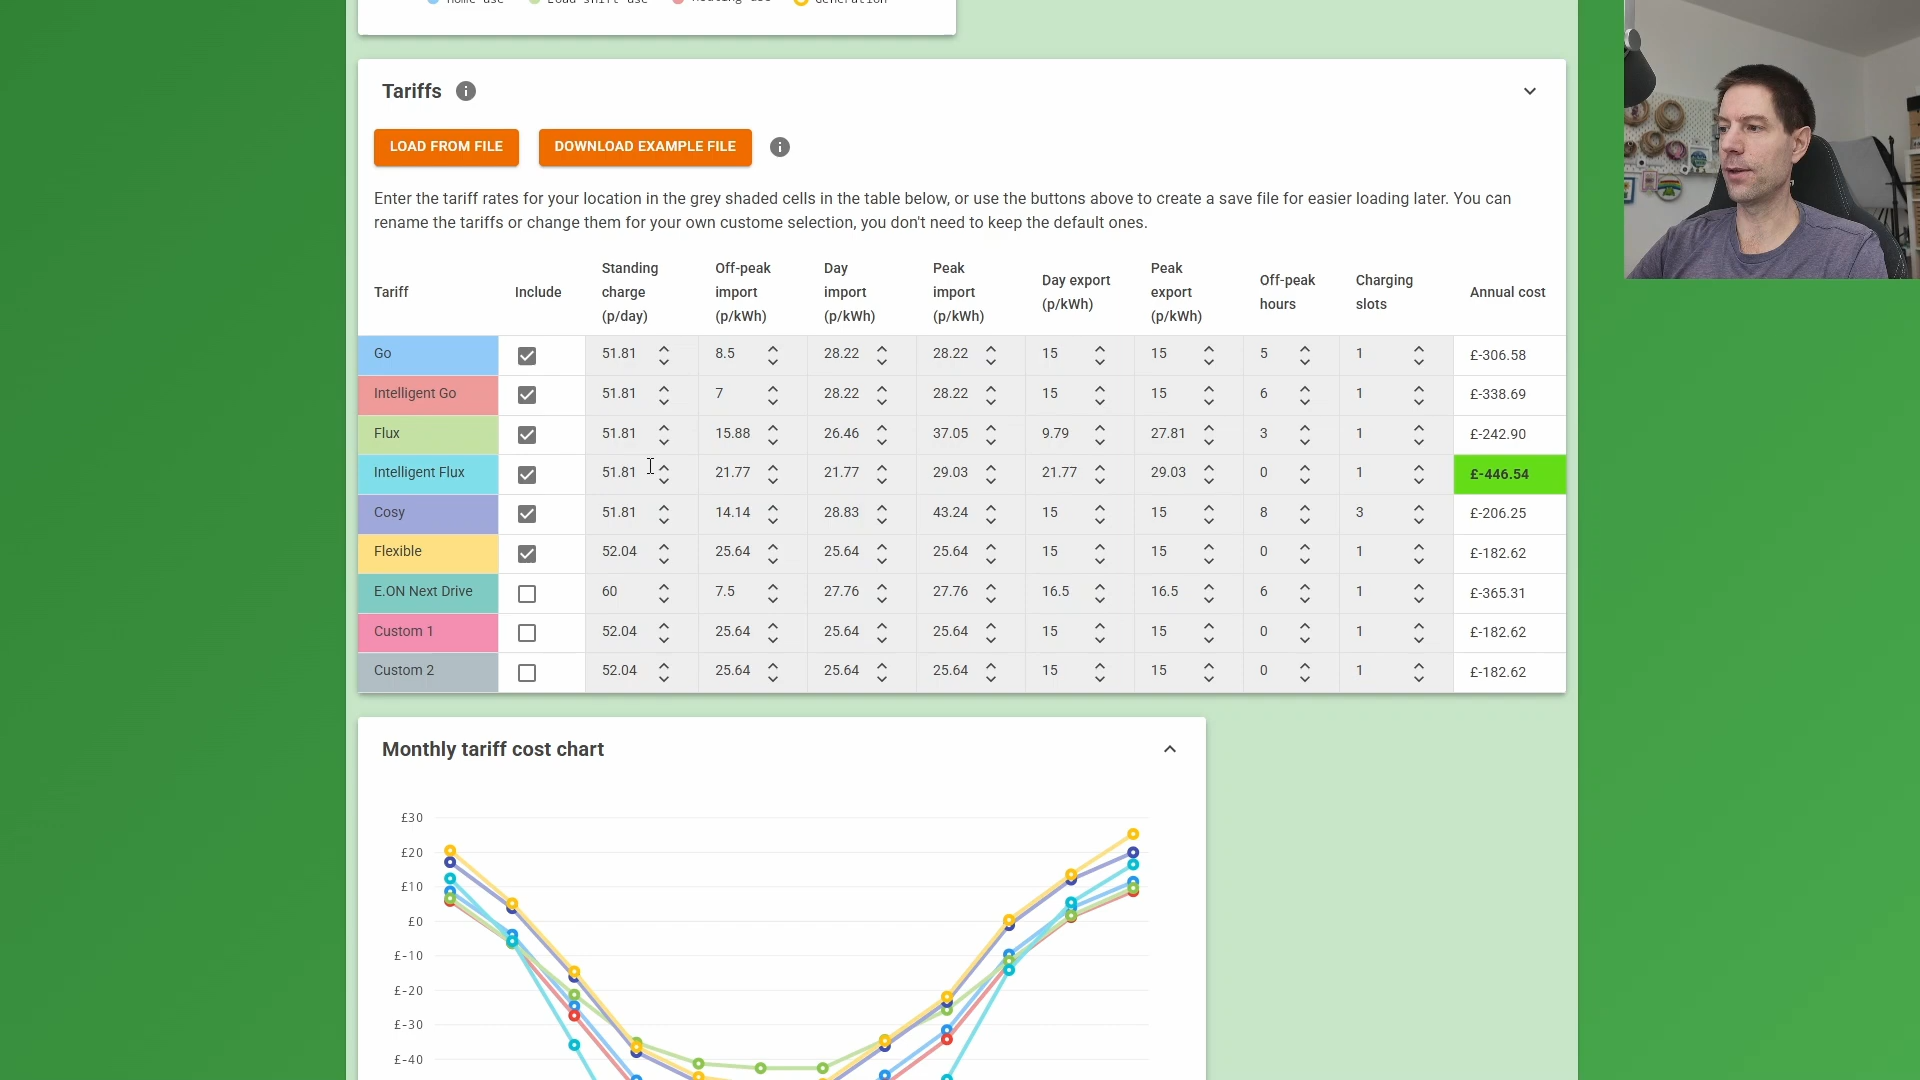 Home use Load shift use Heating use Generation
Tariffs
LOAD FROM FILE DOWNLOAD EXAMPLE FILE
Enter the tariff rates for your location in the grey shaded cells in the table below, or use the buttons above to create a save file for easier loading later. You can
rename the tariffs or change them for your own custome selection, you don't need to keep the default ones.
Tariff Include Standing charge (p/day) Off-peak import (p/kWh) Day import (p/kWh) Peak import (p/kWh) Day export (p/kWh) Peak export (p/kWh) Off-peak hours Charging slots Annual cost
Go 51.81 8.5 28.22 28.22 15 15 5 1 £-306.58
Intelligent Go 51.81 7 28.22 28.22 15 15 6 1 £-338.69
Flux 51.81 15.88 26.46 37.05 9.79 27.81 3 1 £-242.90
Intelligent Flux 51.81 21.77 21.77 29.03 21.77 29.03 0 1 £-446.54
Cosy 51.81 14.14 28.83 43.24 15 15 8 3 £-206.25
Flexible 52.04 25.64 25.64 25.64 15 15 0 1 £-182.62
E.ON Next Drive 60 7.5 27.76 27.76 16.5 16.5 6 1 £-365.31
Custom 1 52.04 25.64 25.64 25.64 15 15 0 1 £-182.62
Custom 2 52.04 25.64 25.64 25.64 15 15 0 1 £-182.62
Monthly tariff cost chart
£30
£20
£10
£0
£-10
£-20
£-30
£-40